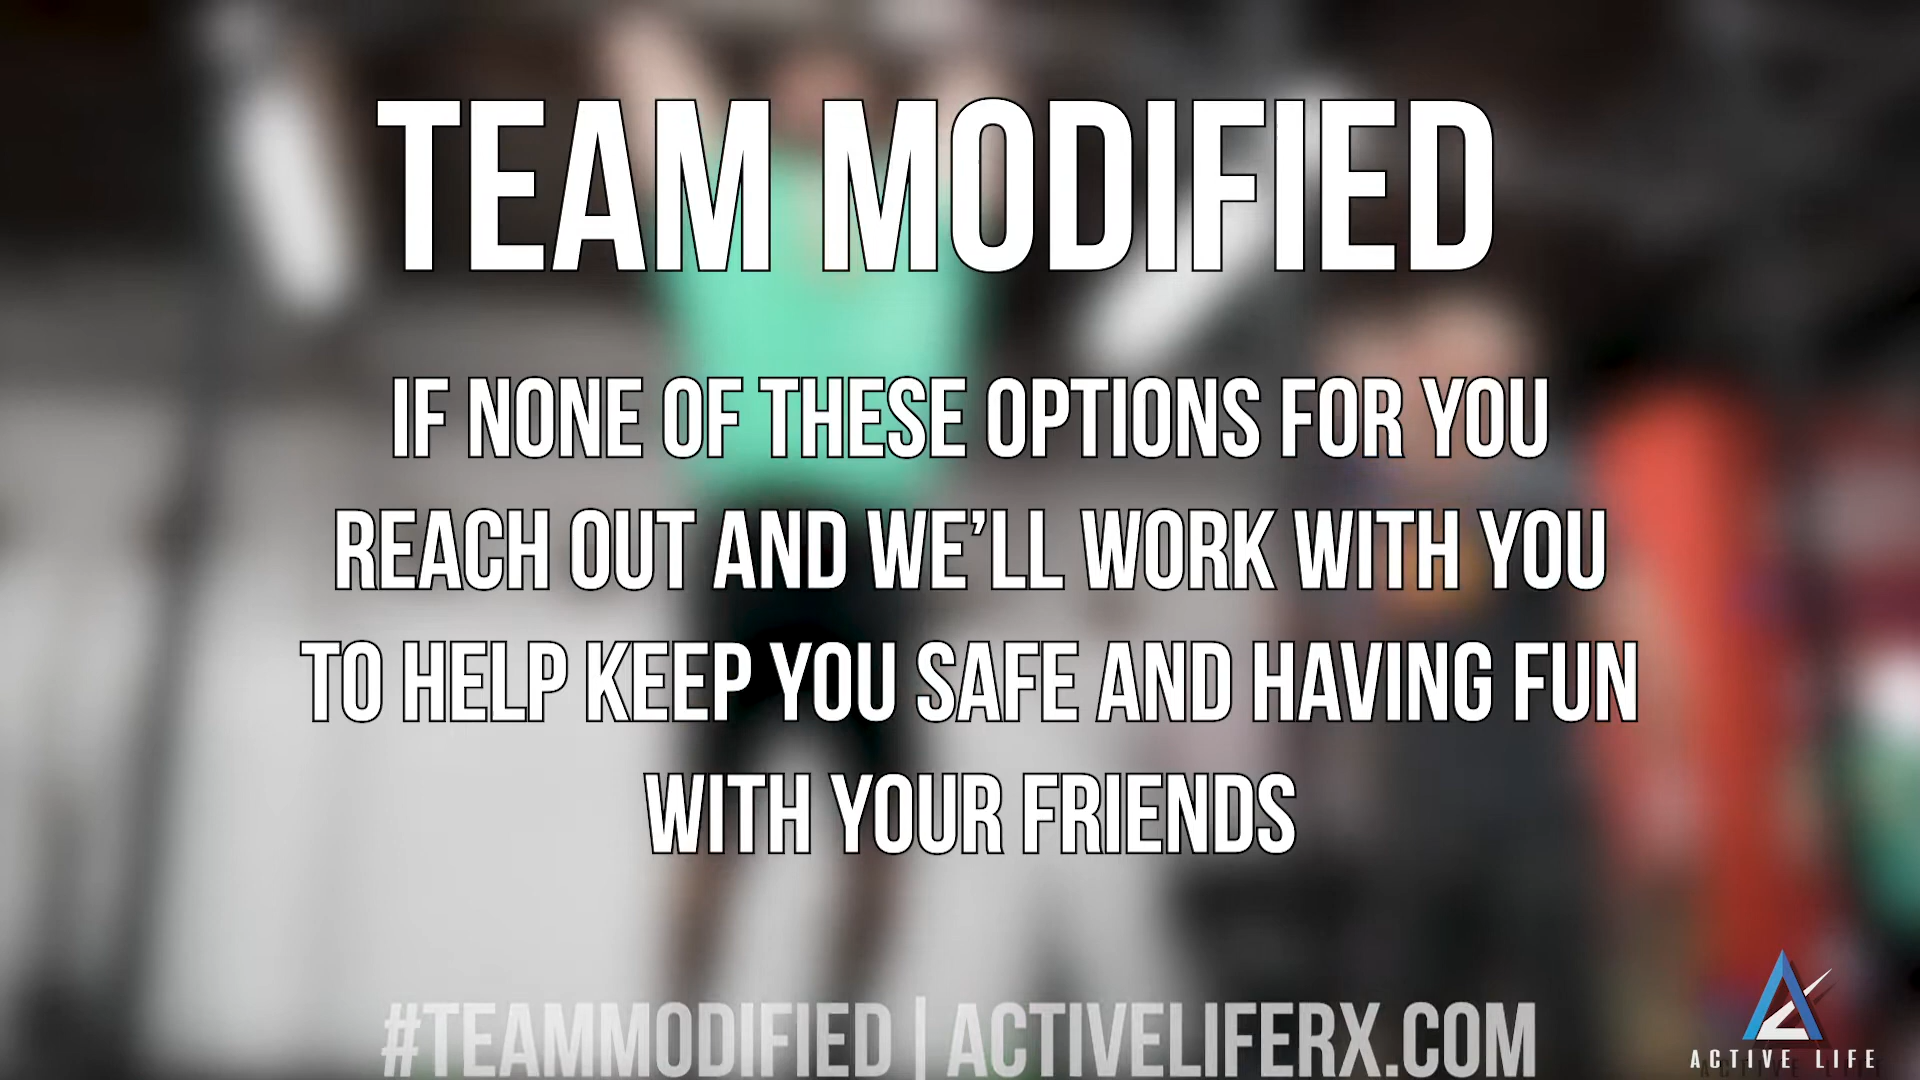 TEAM MODIFIED
IF NONE OF THESE OPTIONS FOR YOU
REACH OUT AND WE'LL WORK WITH YOU
TO HELP KEEP YOU SAFE AND HAVING FUN
WITH YOUR FRIENDS
#TEAMMODIFIED | ACTIVELIFERX.COM
ACTIVE LIFE